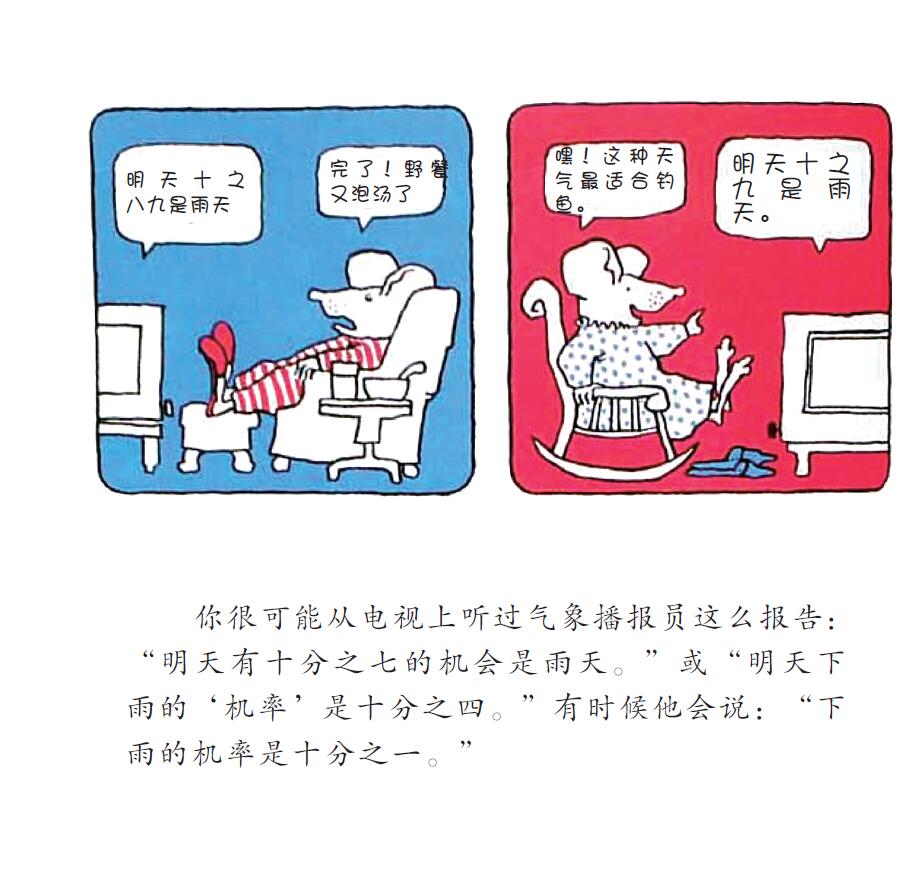 明天十之
八九是雨天
完了！野餐
又泡汤了
嘿！这种天
气最适合钓
鱼。
明天十之
九是雨
天。
你很可能从电视上听过气象播报员这么报告：
“明天有十分之七的机会是雨天。”或“明天下
雨的‘机率’是十分之四。”有时候他会说：“下
雨的机率是十分之一。”